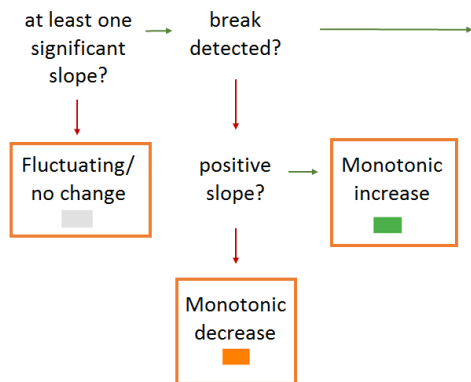 at least one
significant
slope?
break
detected?
Fluctuating/
no change
positive
slope?
Monotonic
increase
Monotonic
decrease